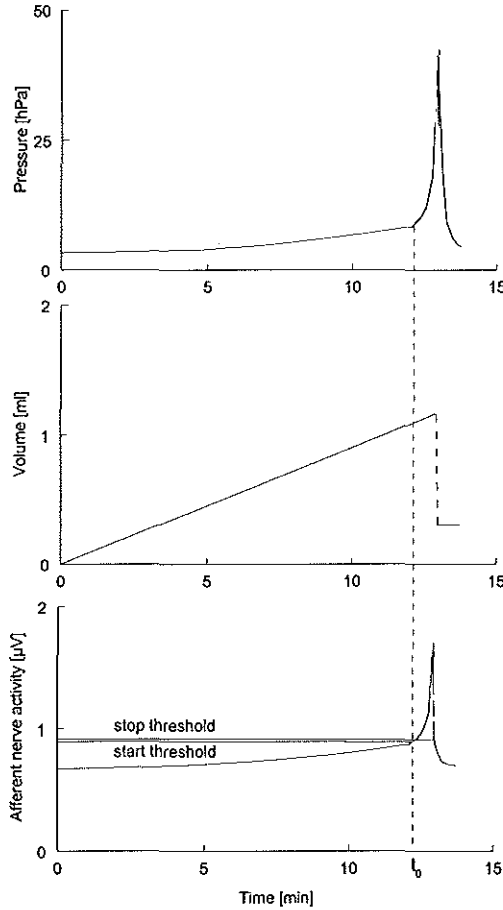 50
25
0
Pressure [hPa]
5
10
15
2
1
0
Volume [ml]
0
5
10
15
2
1
0
Afferent nerve activity [µV]
stop threshold
start threshold
0
5
10
t₀
15
Time [min]